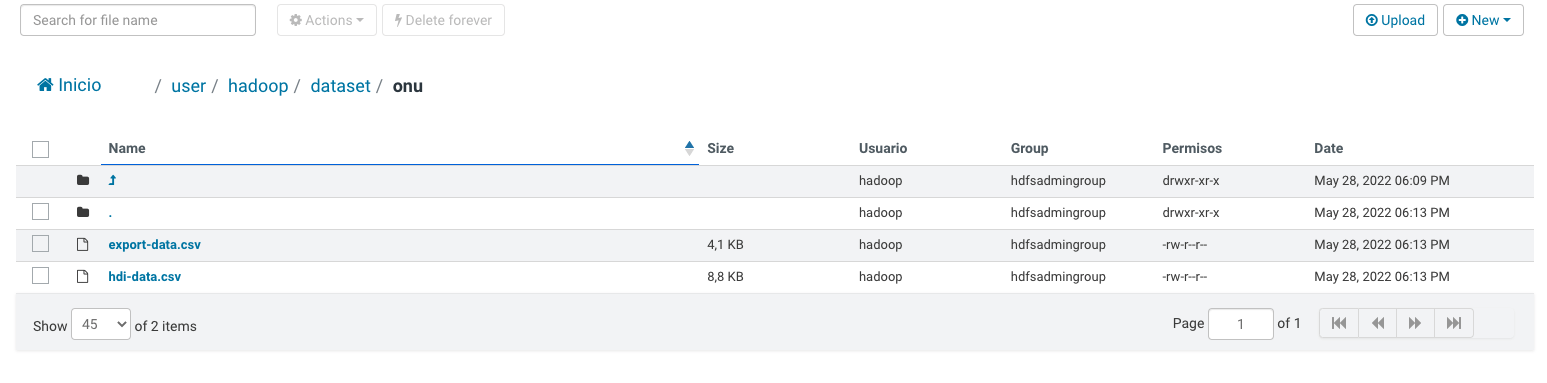 Search for file name Actions Delete forever Upload New
Inicio / user / hadoop / dataset / onu
Name Size Usuario Group Permisos Date
hadoop hdfsadmingroup drwxr-xr-x May 28, 2022 06:09 PM
. hadoop hdfsadmingroup drwxr-xr-x May 28, 2022 06:13 PM
export-data.csv 4,1 KB hadoop hdfsadmingroup -rw-r--r-- May 28, 2022 06:13 PM
hdi-data.csv 8,8 KB hadoop hdfsadmingroup -rw-r--r-- May 28, 2022 06:13 PM
Show 45 of 2 items Page 1 of 1